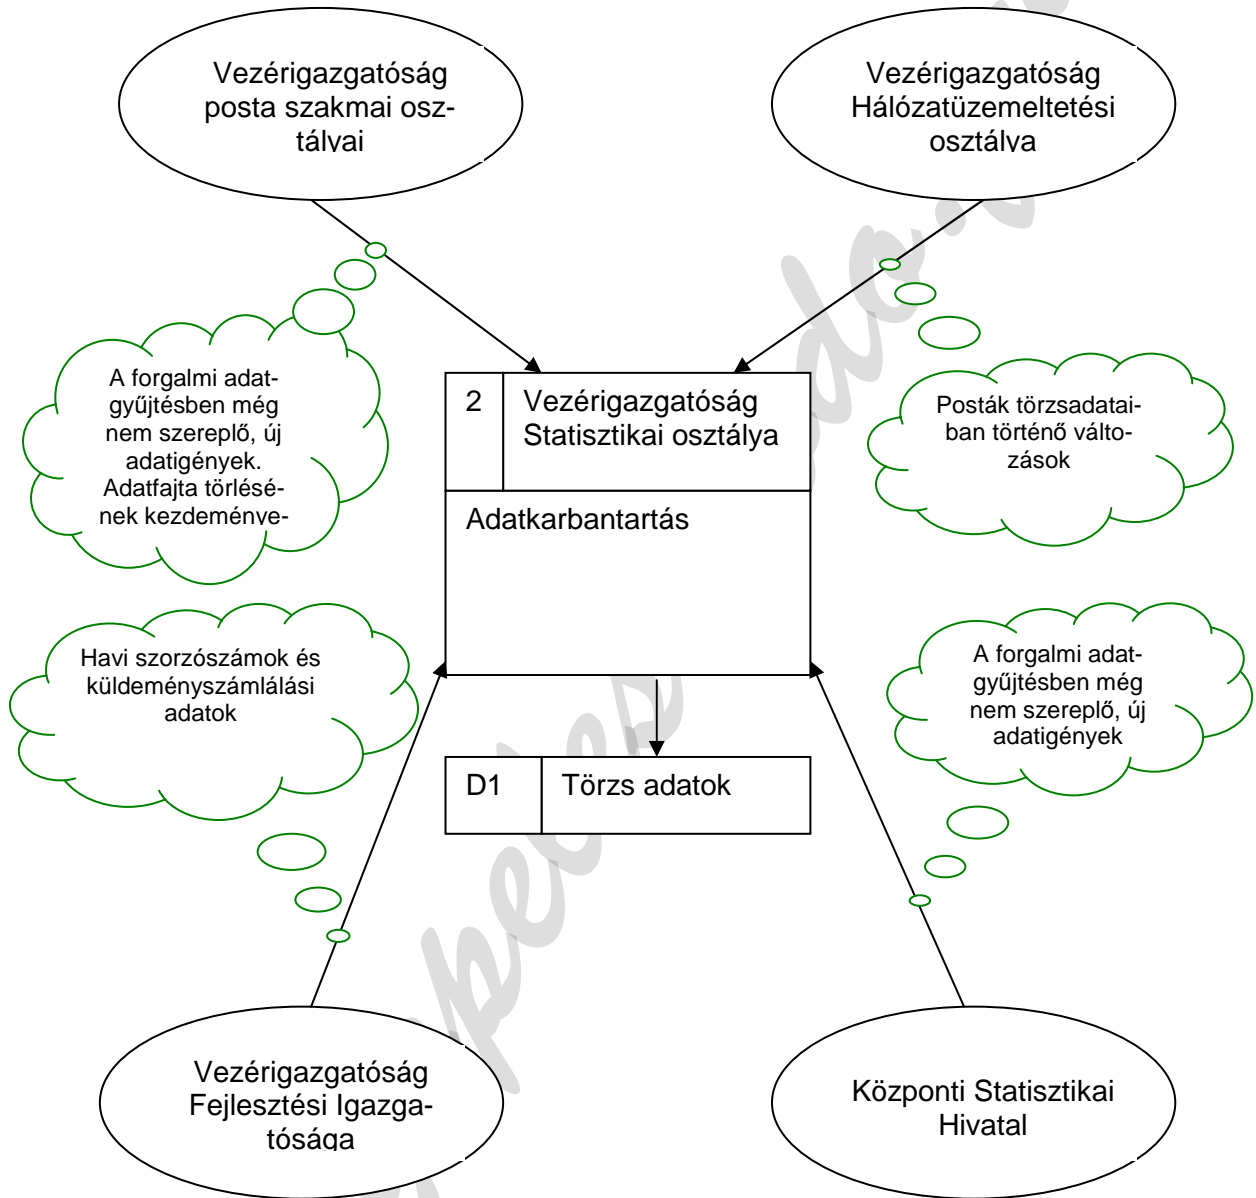 Vezérigazgatóság
posta szakmai osz-
tályai
Vezérigazgatóság
Hálózatüzemeltetési
osztálya
A forgalmi adat-
gyűjtésben még
nem szereplő, új
adatigények.
Adatfajta törlésé-
nek kezdeménye-
2
Vezérigazgatóság
Statisztikai osztálya
Adatkarbantartás
Posták törzsadatai-
ban történő válto-
zások
Havi szorzószámok és
küldeményszámlálási
adatok
A forgalmi adat-
gyűjtésben még
nem szereplő, új
adatigények
D1
Törzs adatok
Vezérigazgatóság
Fejlesztési Igazga-
tósága
Központi Statisztikai
Hivatal